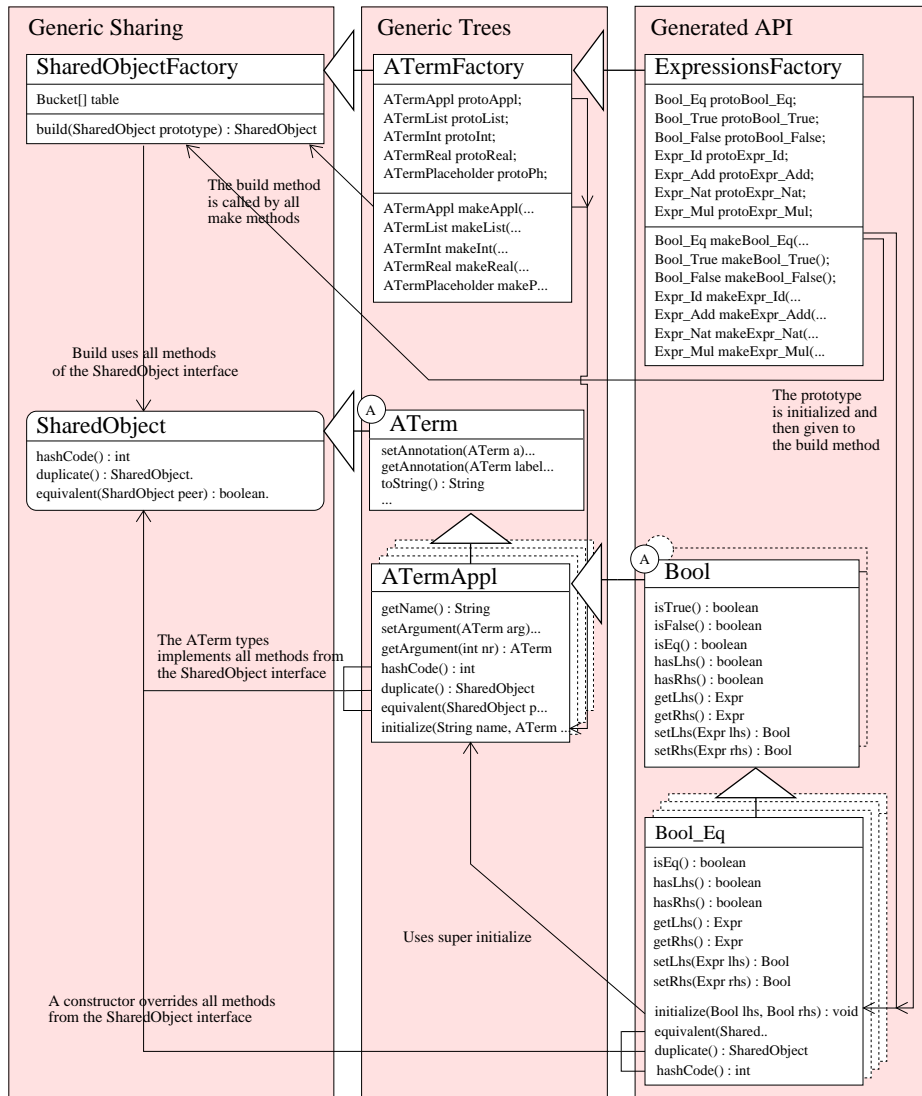 Generic Sharing
SharedObjectFactory
Bucket[] table
build(SharedObject prototype) : SharedObject
The build method
is called by all
make methods
Build uses all methods
of the SharedObject interface
SharedObject
hashCode() : int
duplicate() : SharedObject.
equivalent(ShardObject peer) : boolean.
The ATerm types
implements all methods from
the SharedObject interface
A constructor overrides all methods
from the SharedObject interface
Generic Trees
ATermFactory
ATermAppl protoAppl;
ATermList protoList;
ATermInt protoInt;
ATermReal protoReal;
ATermPlaceholder protoPh;
ATermAppl makeAppl(...
ATermList makeList(...
ATermInt makeInt(...
ATermReal makeReal(...
ATermPlaceholder makeP...
A
ATerm
setAnnotation(ATerm a)...
getAnnotation(ATerm label...
toString() : String
...
ATermAppl
getName() : String
setArgument(ATerm arg)...
getArgument(int nr) : ATerm
hashCode() : int
duplicate() : SharedObject
equivalent(SharedObject p...
initialize(String name, ATerm ...
Uses super initialize
Generated API
ExpressionsFactory
Bool_Eq protoBool_Eq;
Bool_True protoBool_True;
Bool_False protoBool_False;
Expr_Id protoExpr_Id;
Expr_Add protoExpr_Add;
Expr_Nat protoExpr_Nat;
Expr_Mul protoExpr_Mul;
Bool_Eq makeBool_Eq(...
Bool_True makeBool_True();
Bool_False makeBool_False();
Expr_Id makeExpr_Id(...
Expr_Add makeExpr_Add(...
Expr_Nat makeExpr_Nat(...
Expr_Mul makeExpr_Mul(...
The prototype
is initialized and
then given to
the build method
A
Bool
isTrue() : boolean
isFalse() : boolean
isEq() : boolean
hasLhs() : boolean
hasRhs() : boolean
getLhs() : Expr
getRhs() : Expr
setLhs(Expr lhs) : Bool
setRhs(Expr rhs) : Bool
Bool_Eq
isEq() : boolean
hasLhs() : boolean
hasRhs() : boolean
getLhs() : Expr
getRhs() : Expr
setLhs(Expr lhs) : Bool
setRhs(Expr rhs) : Bool
initialize(Bool lhs, Bool rhs) : void
equivalent(Shared..
duplicate() : SharedObject
hashCode() : int